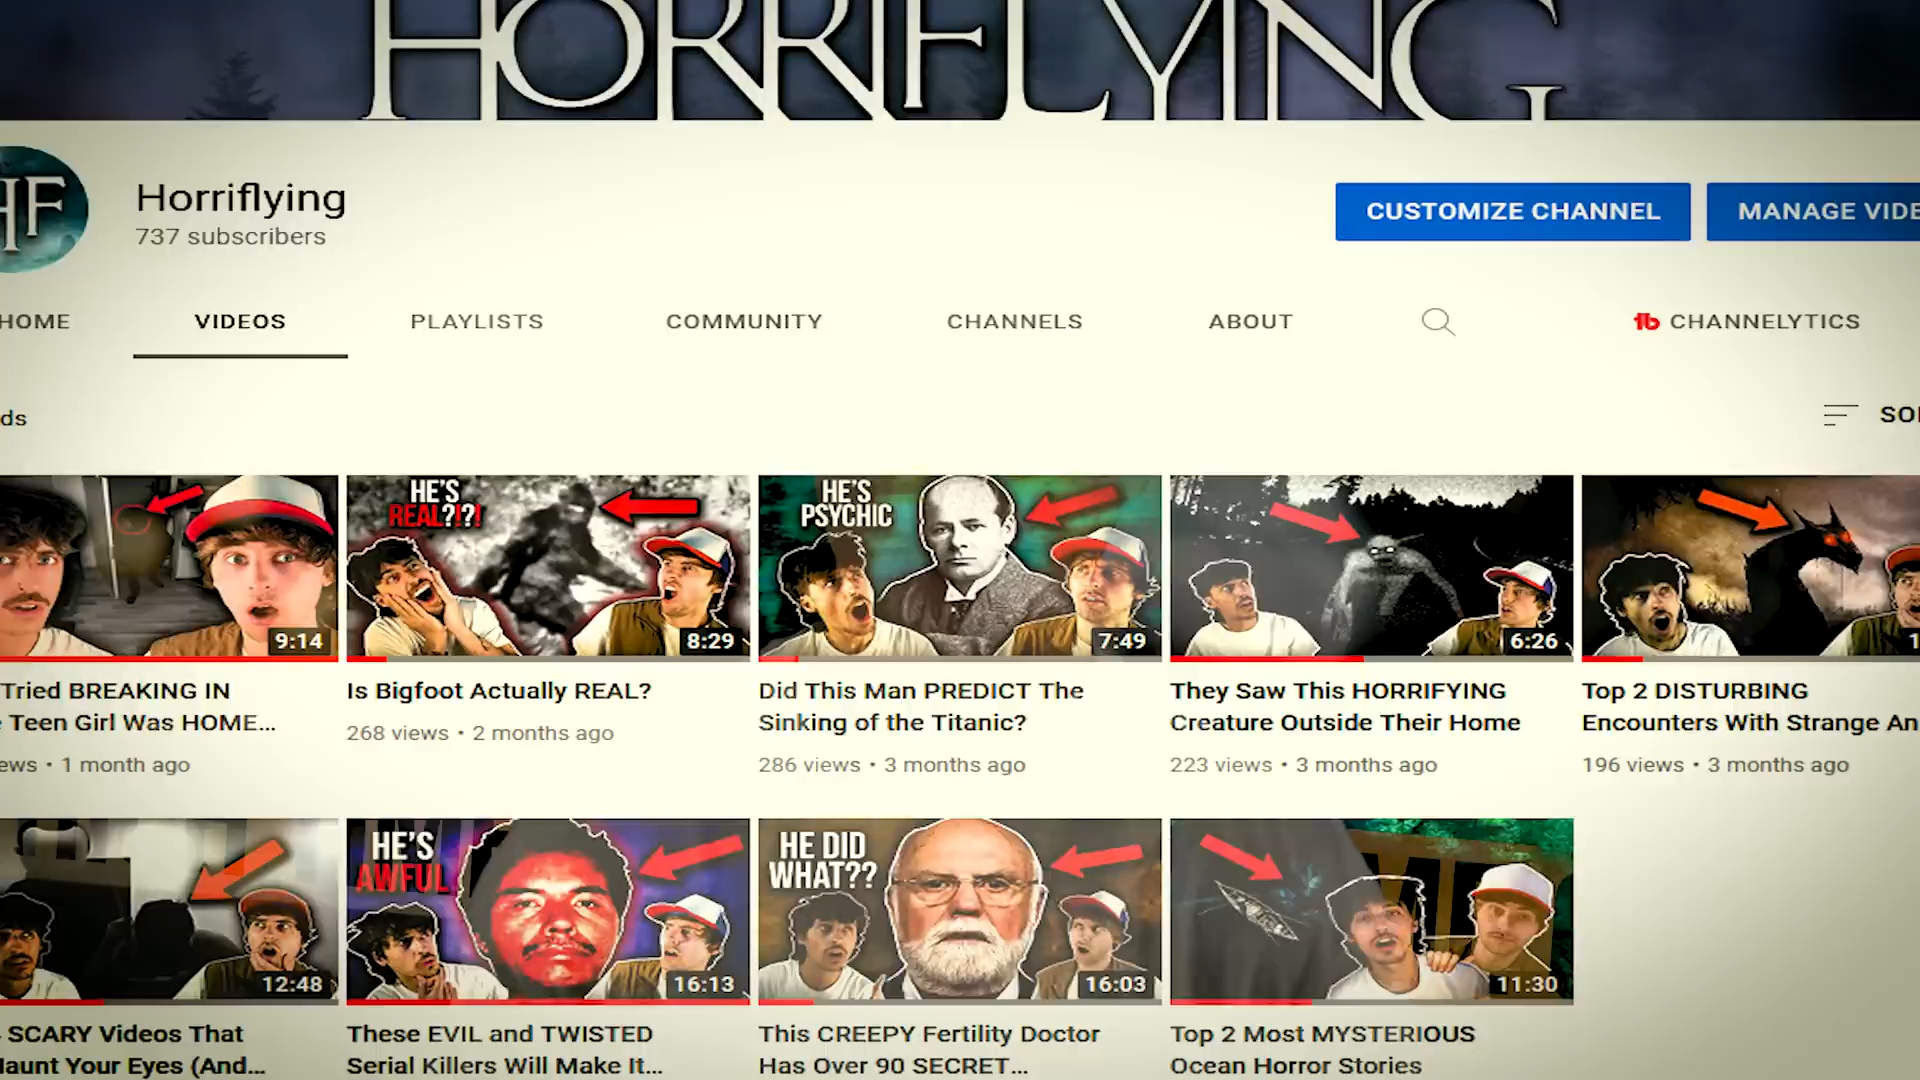 HORRIFLYING
HF
Horriflying
737 subscribers
CUSTOMIZE CHANNEL
MANAGE VIDE
HOME
VIDEOS
PLAYLISTS
COMMUNITY
CHANNELS
ABOUT
CHANNELYTICS
ds
SO
9:14
HE'S
REAL?!?!
8:29
HE'S
PSYCHIC
7:49
6:26
1
Tried BREAKING IN
Teen Girl Was HOME...
ews • 1 month ago
Is Bigfoot Actually REAL?
268 views • 2 months ago
Did This Man PREDICT The
Sinking of the Titanic?
286 views • 3 months ago
They Saw This HORRIFYING
Creature Outside Their Home
223 views • 3 months ago
Top 2 DISTURBING
Encounters With Strange An
196 views • 3 months ago
12:48
HE'S
AWFUL
16:13
HE DID
WHAT??
16:03
11:30
SCARY Videos That
Haunt Your Eyes (And...
These EVIL and TWISTED
Serial Killers Will Make It...
This CREEPY Fertility Doctor
Has Over 90 SECRET...
Top 2 Most MYSTERIOUS
Ocean Horror Stories